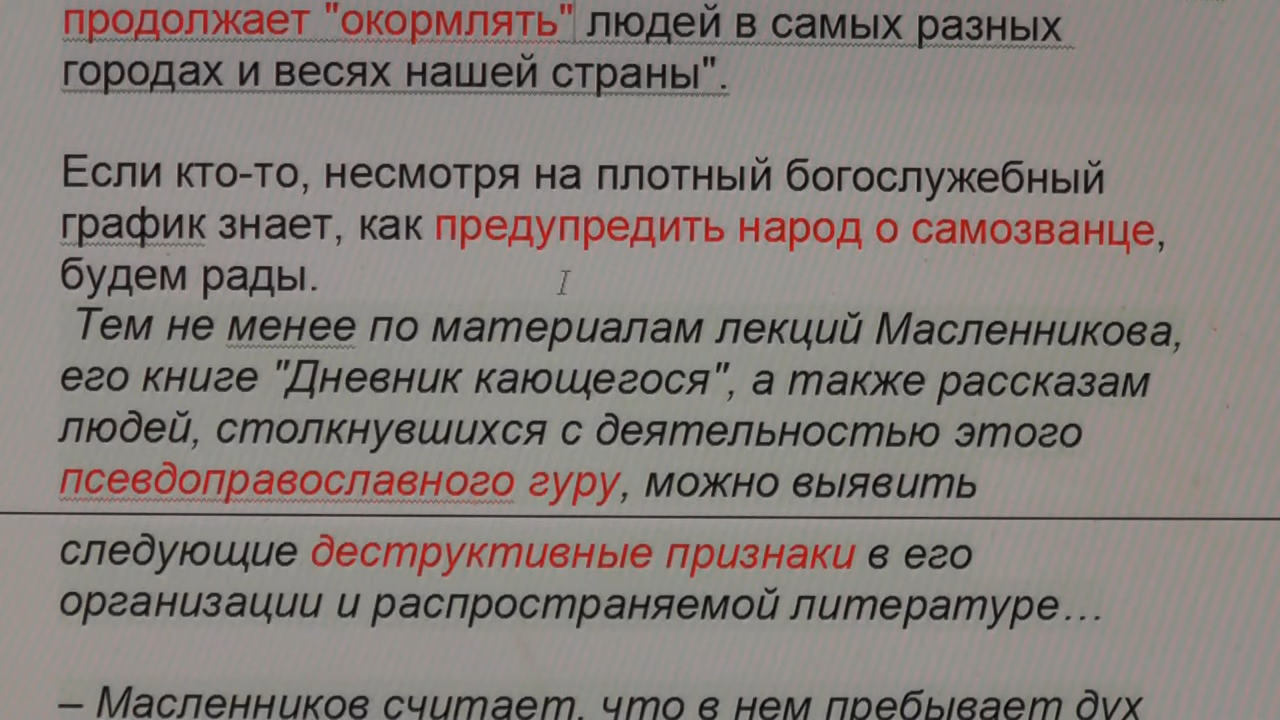 продолжает "окормлять" людей в самых разных
городах и весях нашей страны".
Если кто-то, несмотря на плотный богослужебный
график знает, как предупредить народ о самозванце,
будем рады.
Тем не менее по материалам лекций Масленникова,
его книге "Дневник кающегося", а также рассказам
людей, столкнувшихся с деятельностью этого
псевдоправославного гуру, можно выявить
следующие деструктивные признаки в его
организации и распространяемой литературе…
– Масленников считает, что в нем пребывает дух